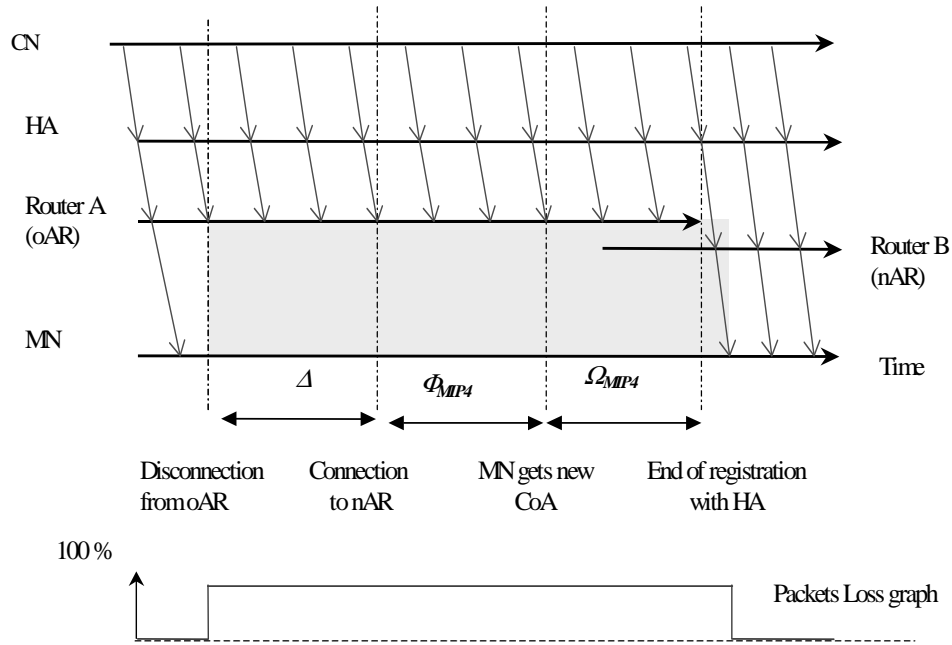 CN
HA
Router A
(oAR)
Router B
(nAR)
MN
Time
Δ
Φ_MIP4
Ω_MIP4
Disconnection
from oAR
Connection
to nAR
MN gets new
CoA
End of registration
with HA
100 %
Packets Loss graph